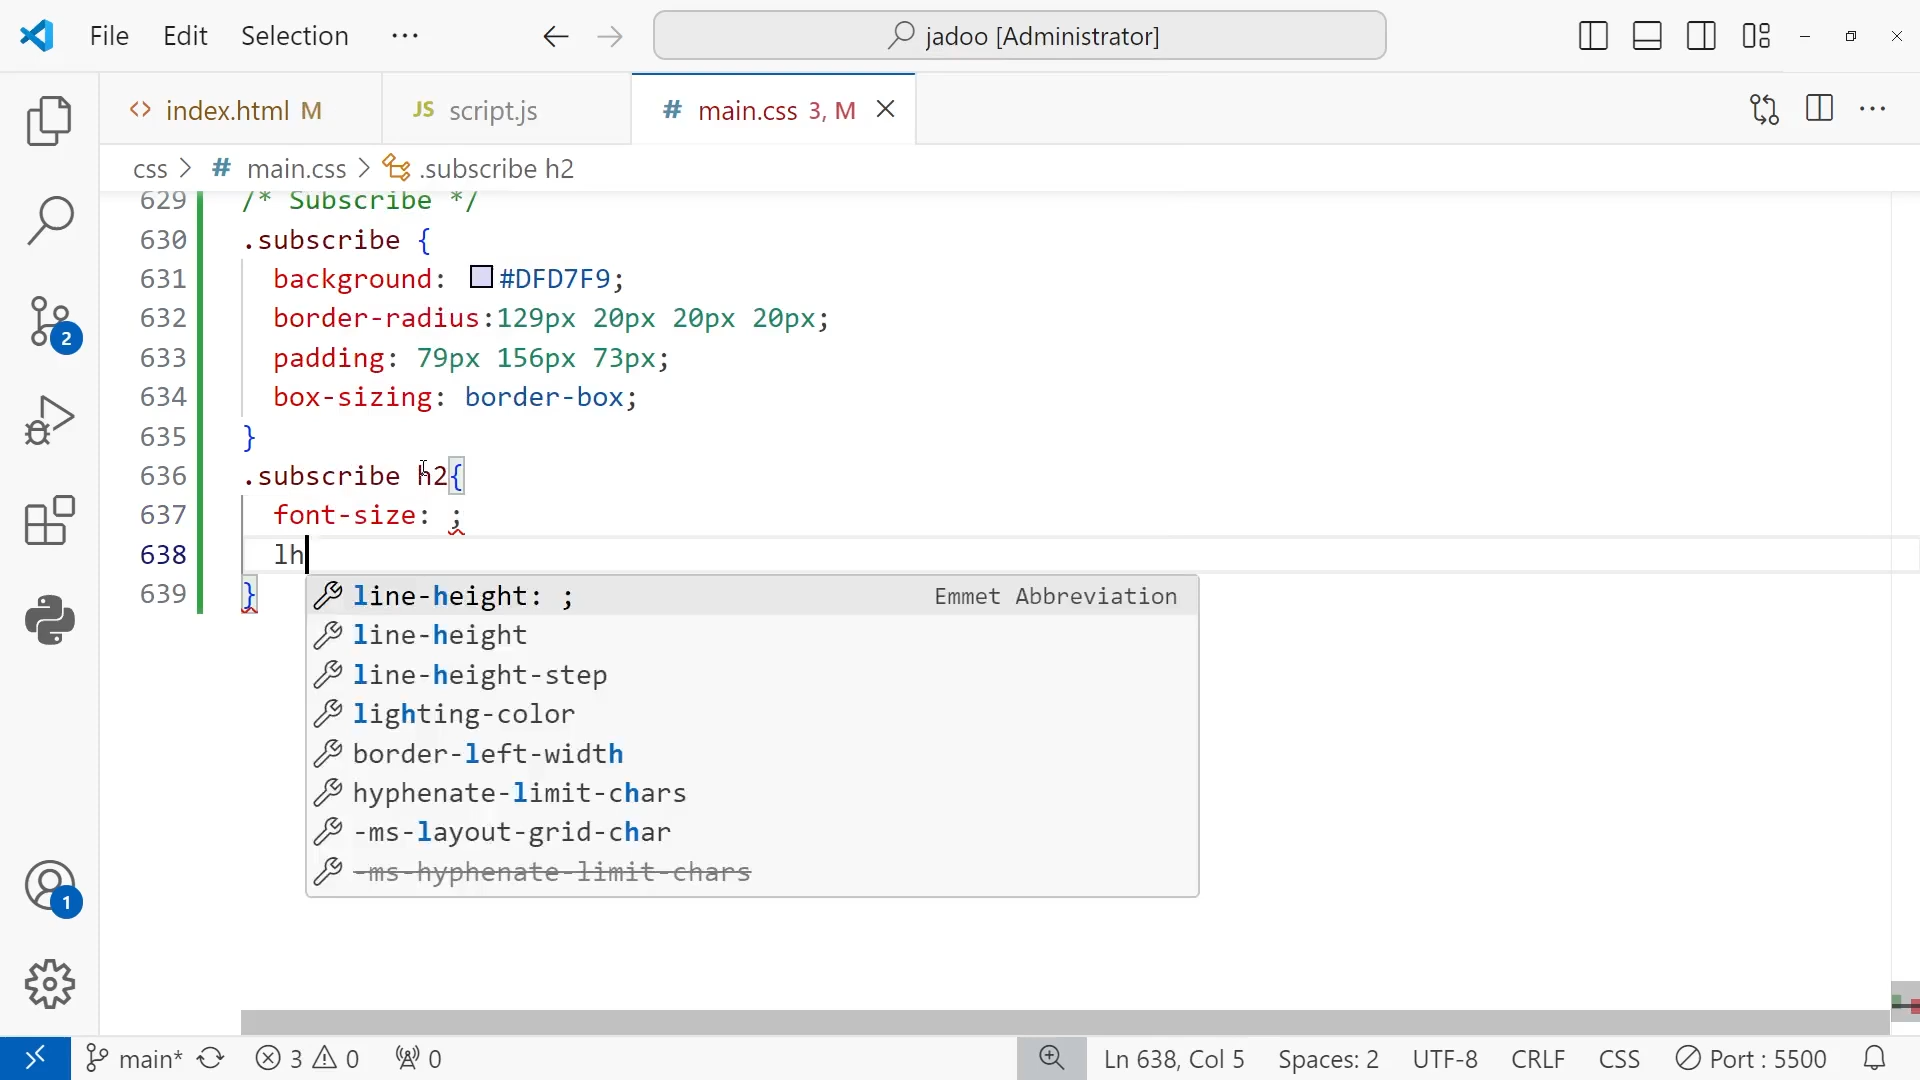 File Edit Selection ··· jadoo [Administrator]
index.html M JS script.js # main.css 3, M
css > # main.css > .subscribe h2
629 /* Subscribe */
630 .subscribe {
631 background: #DFD7F9;
632 border-radius:129px 20px 20px 20px;
633 padding: 79px 156px 73px;
634 box-sizing: border-box;
635 }
636 .subscribe h2{
637 font-size: ;
638 lh
639 }
line-height: ; Emmet Abbreviation
line-height
line-height-step
lighting-color
border-left-width
hyphenate-limit-chars
-ms-layout-grid-char
-ms-hyphenate-limit-chars
2
1
main* 3 0 0 Ln 638, Col 5 Spaces: 2 UTF-8 CRLF CSS Port : 5500